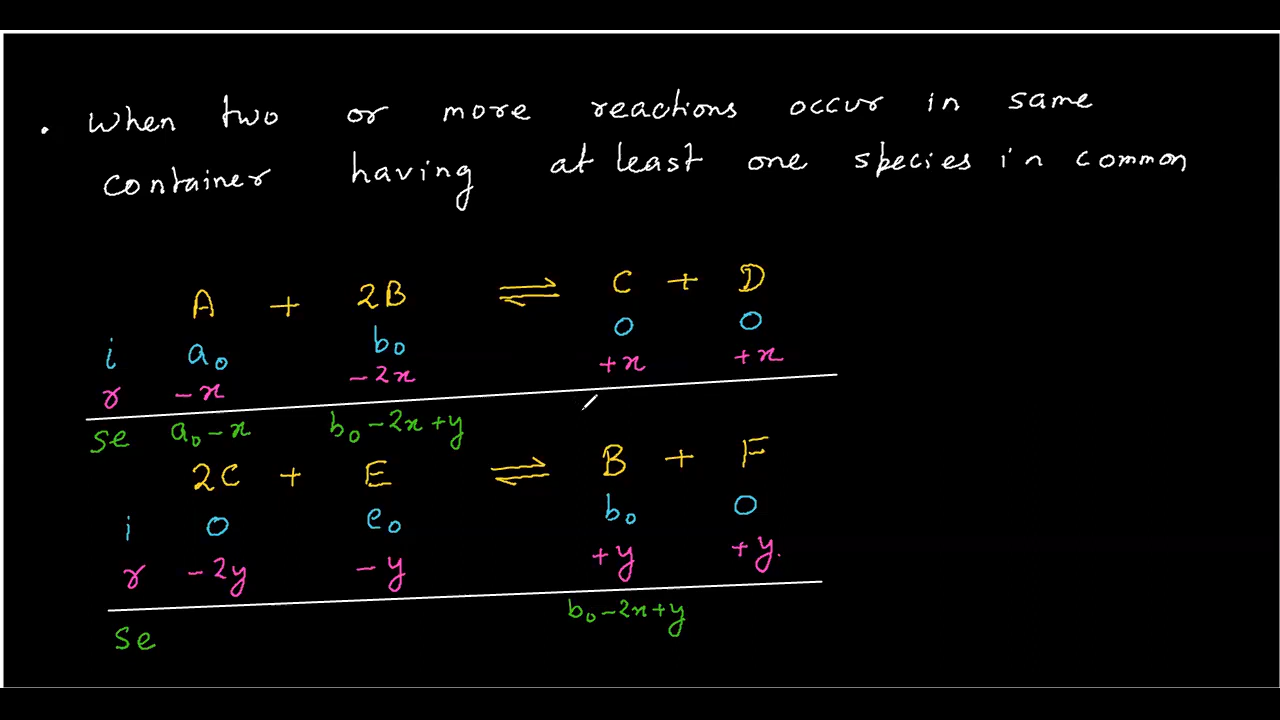 . When two or more reactions occur in same
container having at least one species in common
A + 2B ⇌ C + D
i a₀ b₀ 0 0
r -x -2x +x +x
se a₀-x b₀-2x+y
2C + E ⇌ B + F
i 0 e₀ b₀ 0
r -2y -y +y +y.
se b₀-2x+y